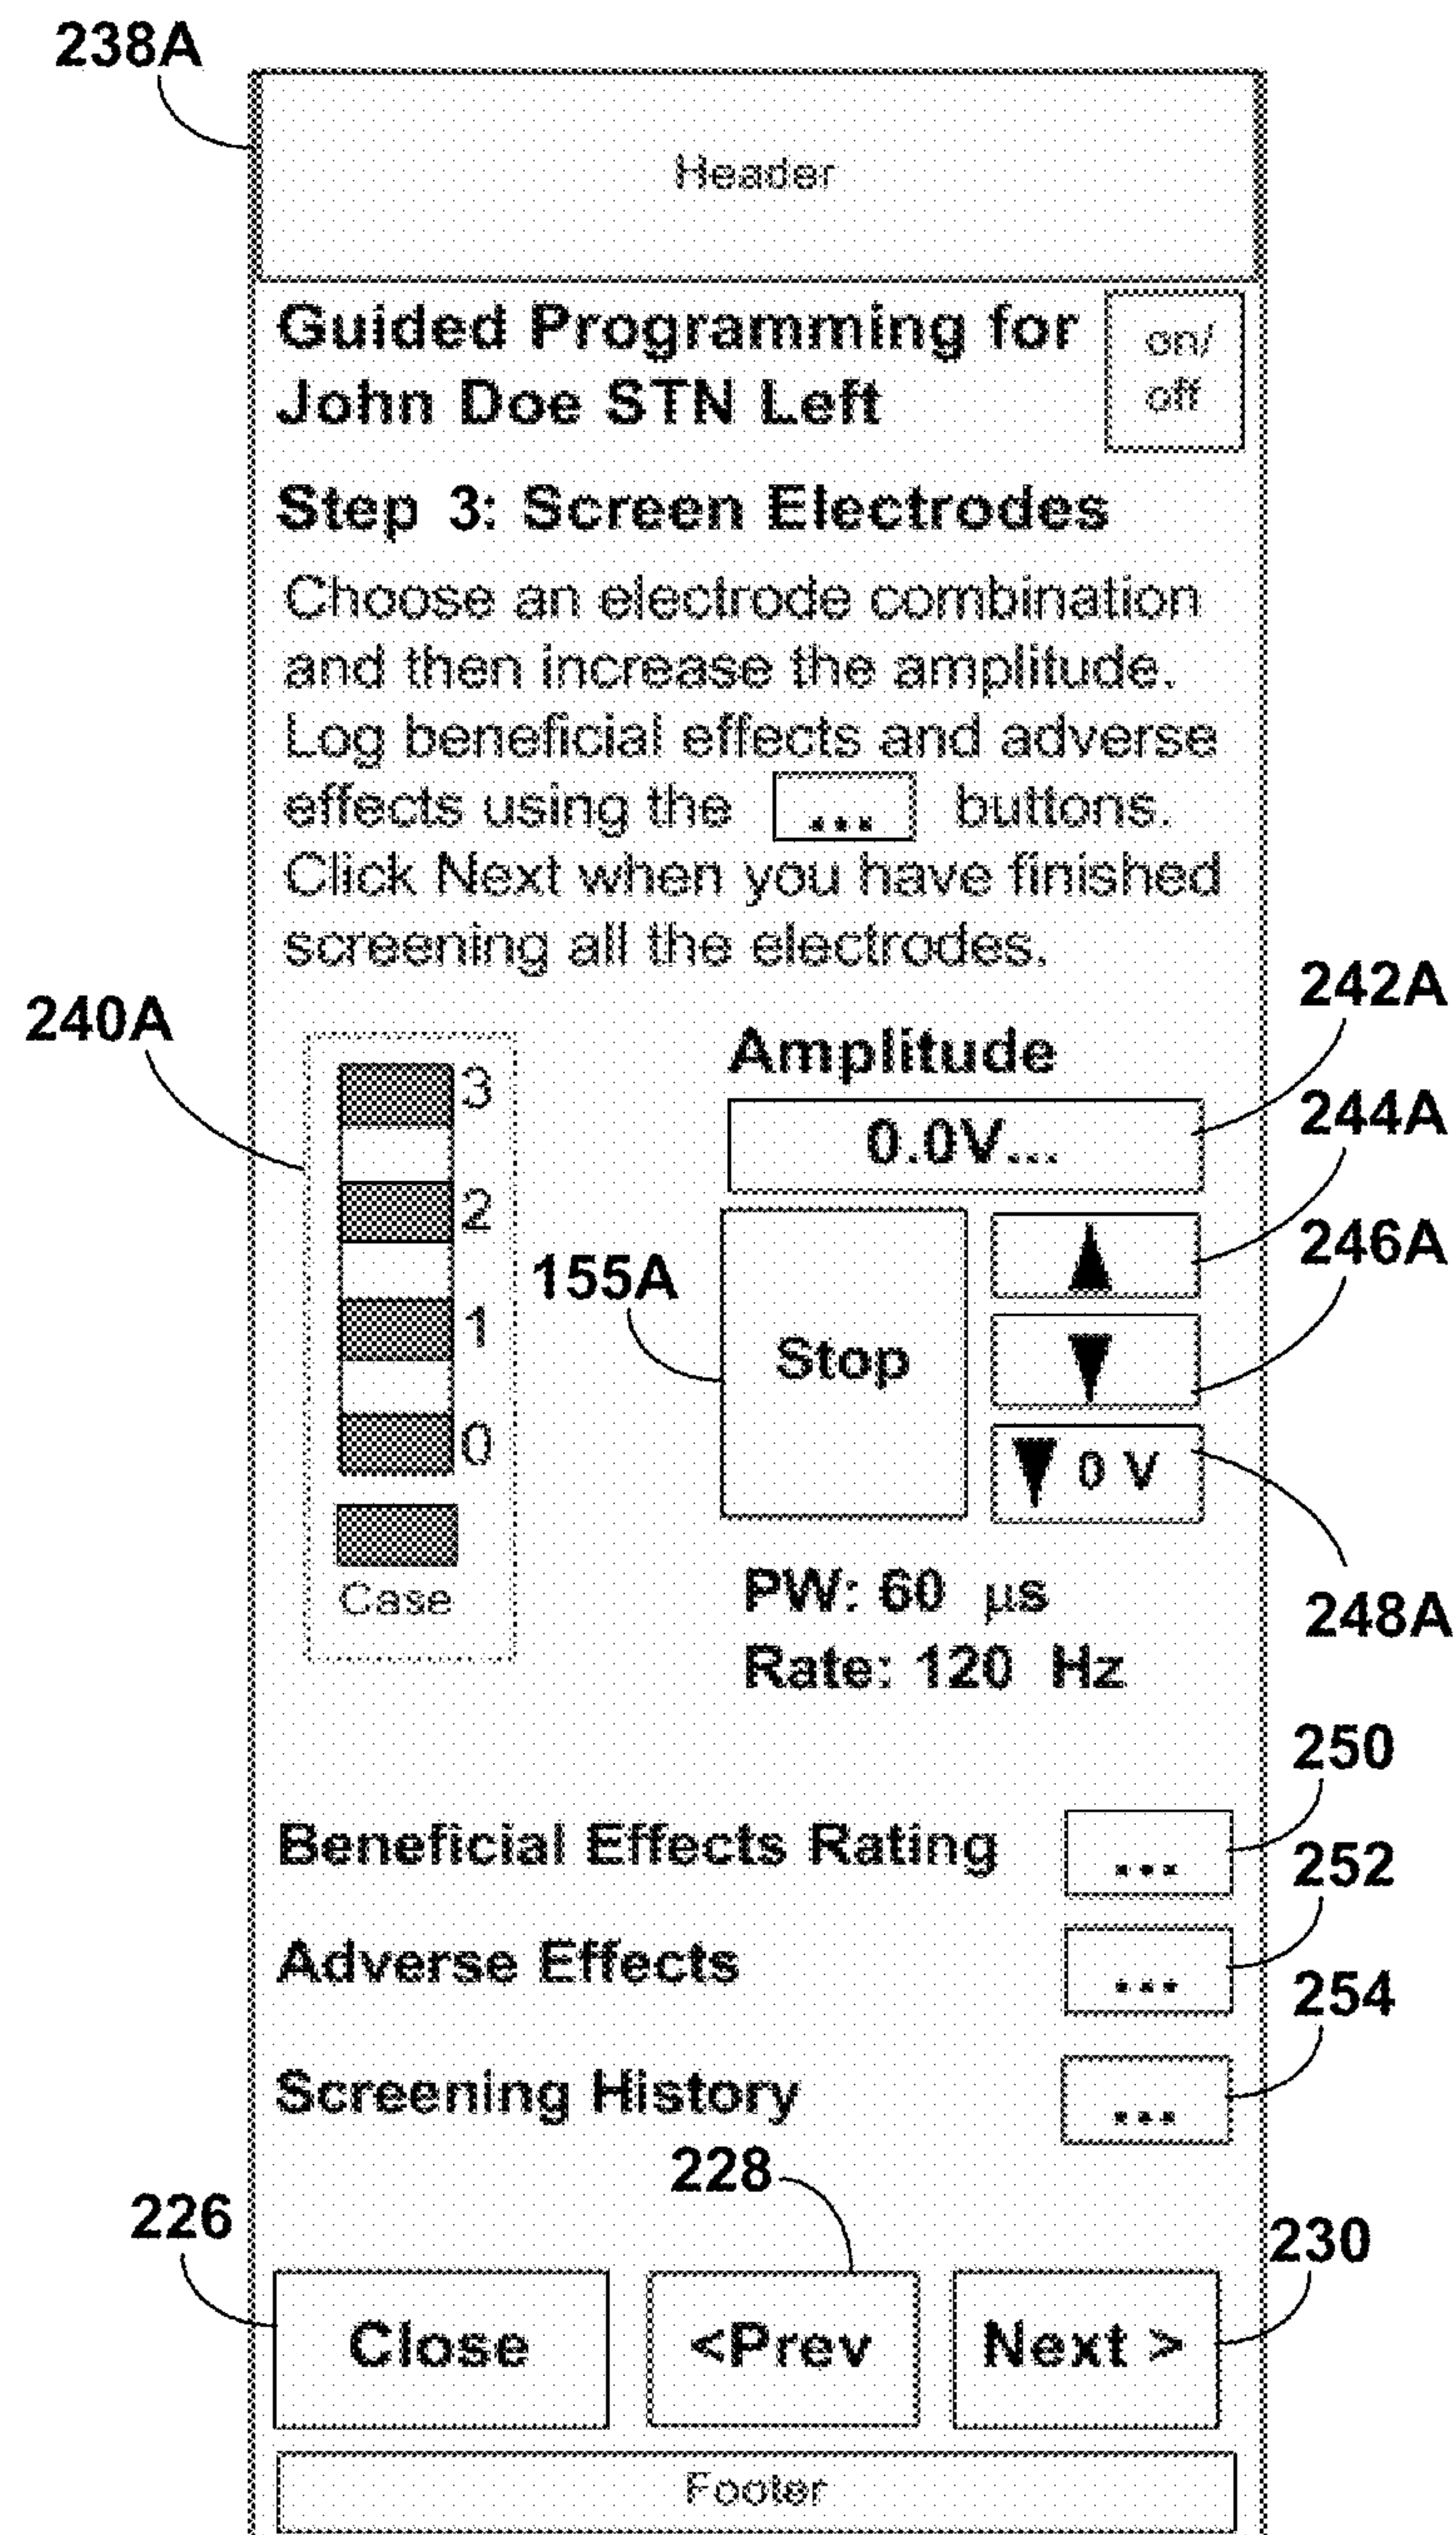 238A
Header
Guided Programming for
John Doe STN Left
on/
off
Step 3: Screen Electrodes
Choose an electrode combination
and then increase the amplitude.
Log beneficial effects and adverse
effects using the ... buttons.
Click Next when you have finished
screening all the electrodes.
240A
3
2
1
0
Case
Amplitude
242A
0.0V...
244A
246A
155A
Stop
0 V
248A
PW: 60 µs
Rate: 120 Hz
250
Beneficial Effects Rating ...
252
Adverse Effects ...
254
Screening History ...
228
226
230
Close
<Prev
Next >
Footer